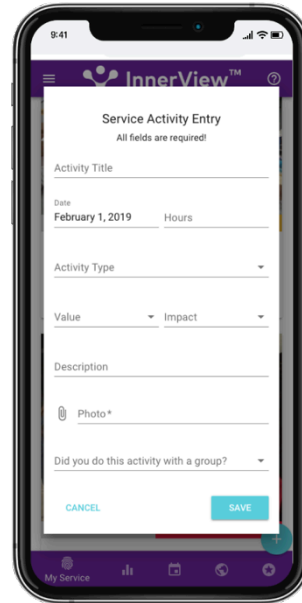 9:41
InnerView™
Service Activity Entry
All fields are required!
Activity Title
Date
February 1, 2019 Hours
Activity Type
Value Impact
Description
Photo*
Did you do this activity with a group?
CANCEL SAVE
My Service